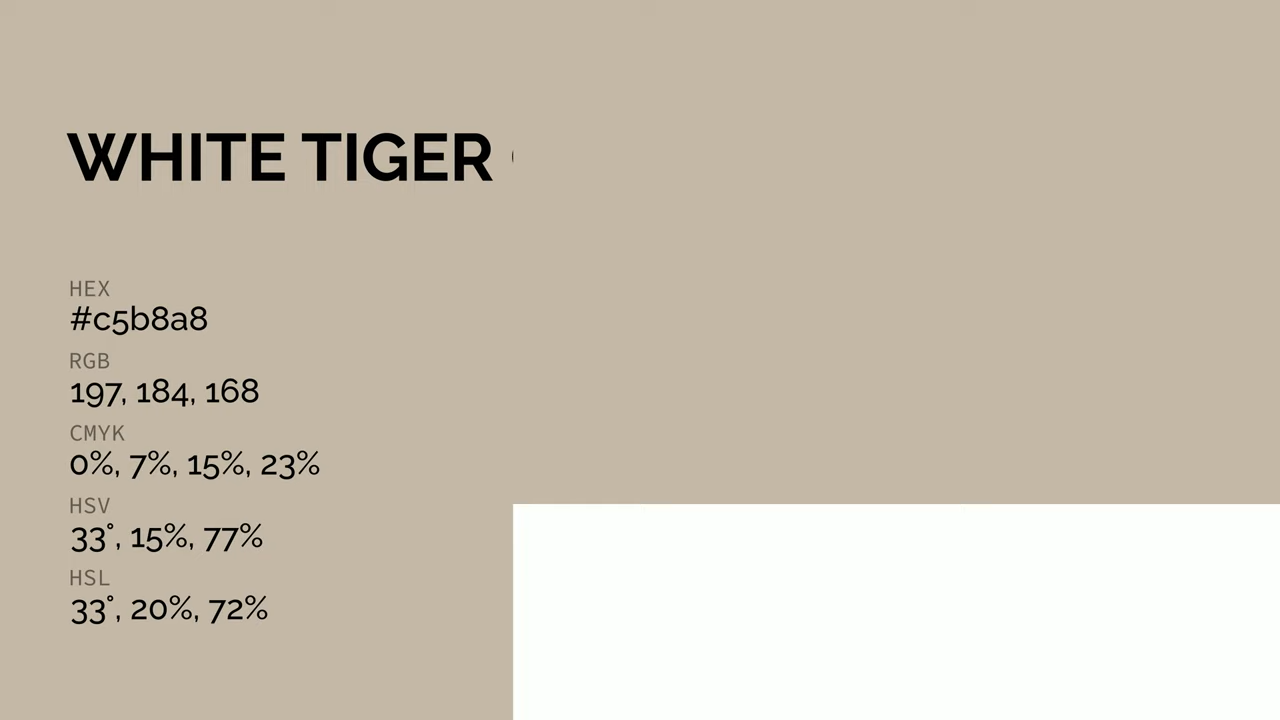 WHITE TIGER
HEX
#c5b8a8
RGB
197, 184, 168
CMYK
0%, 7%, 15%, 23%
HSV
33°, 15%, 77%
HSL
33°, 20%, 72%